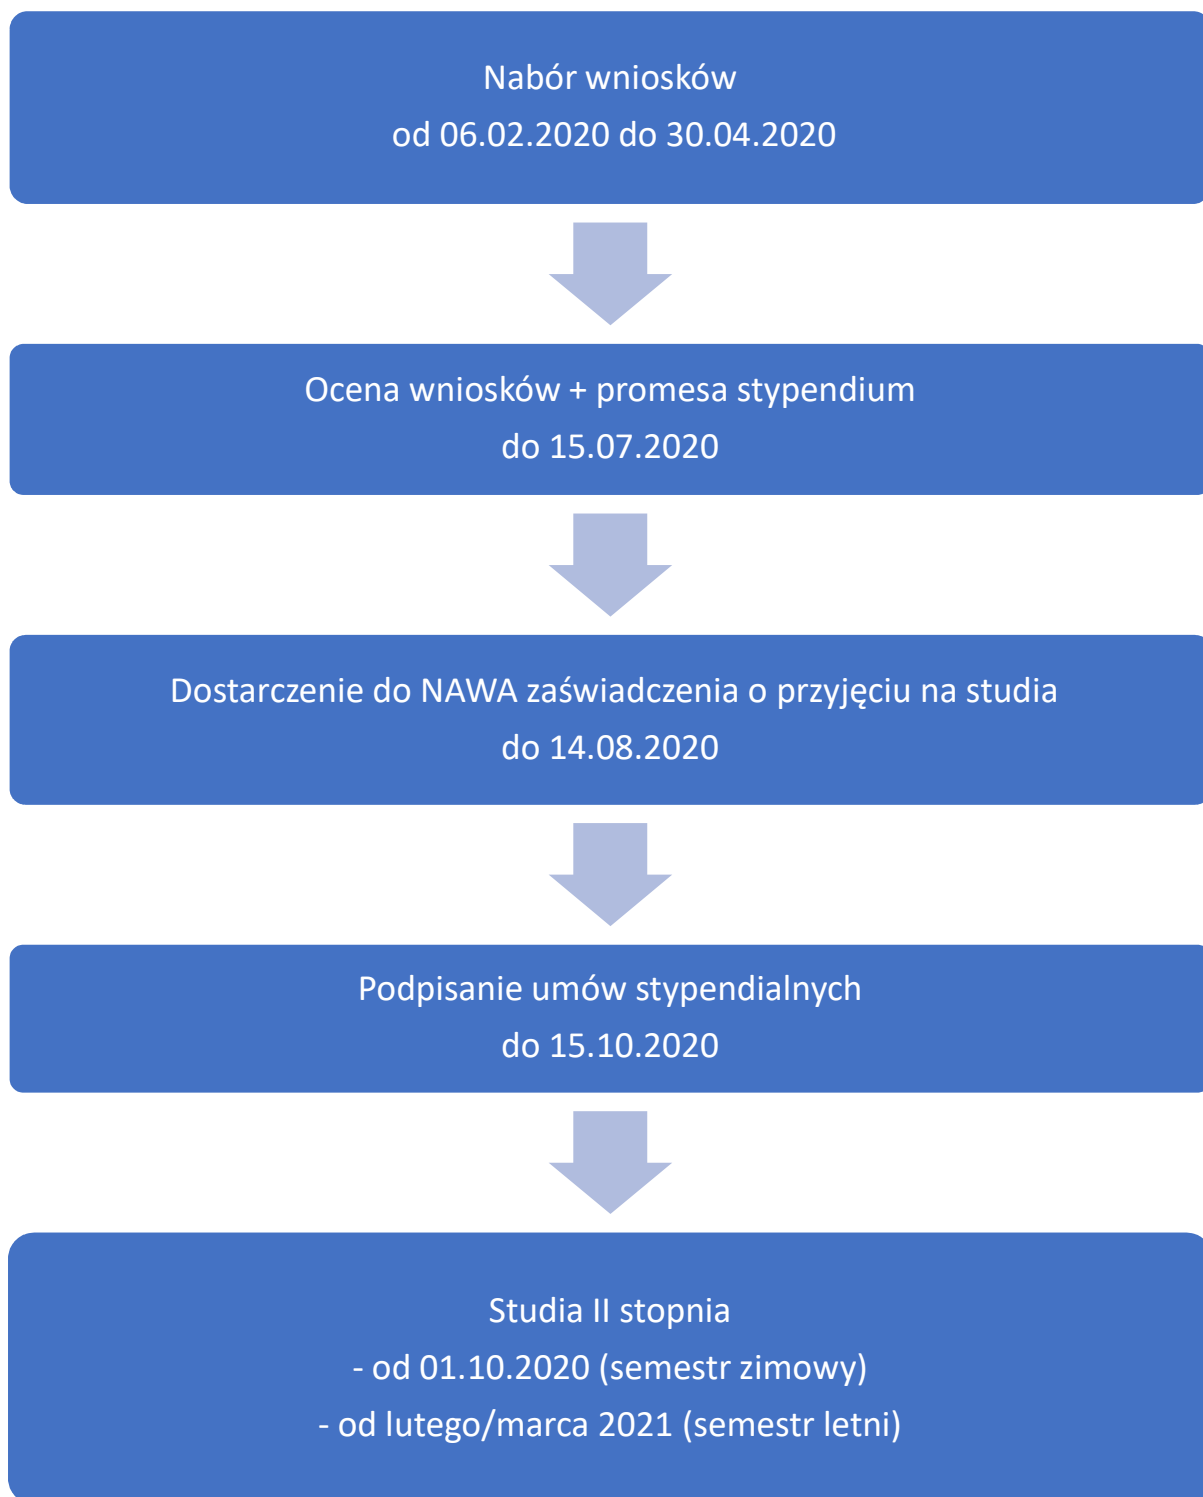 Nabór wniosków
od 06.02.2020 do 30.04.2020
Ocena wniosków + promesa stypendium
do 15.07.2020
Dostarczenie do NAWA zaświadczenia o przyjęciu na studia
do 14.08.2020
Podpisanie umów stypendialnych
do 15.10.2020
Studia II stopnia
- od 01.10.2020 (semestr zimowy)
- od lutego/marca 2021 (semestr letni)